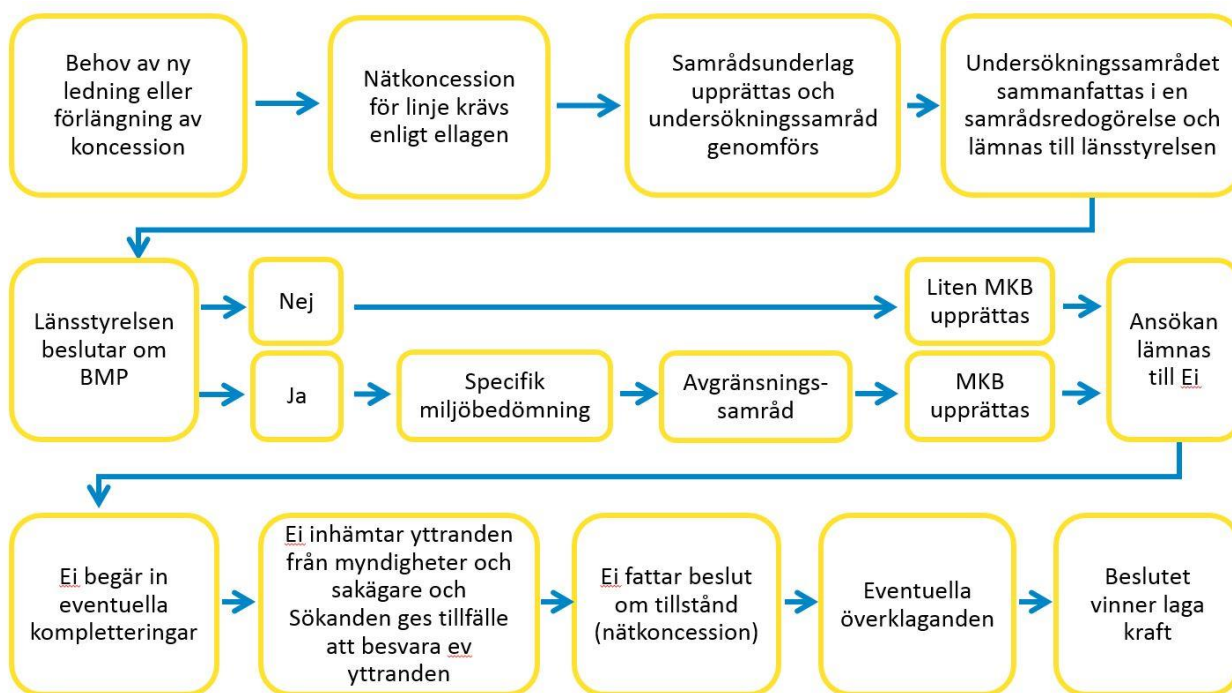 Behov av ny
ledning eller
förlängning av
koncession
Nätkoncession
för linje krävs
enligt ellagen
Samrådsunderlag
upprättas och
undersökningssamråd
genomförs
Undersökningssamrådet
sammanfattas i en
samrådsredogörelse och
lämnas till länsstyrelsen
Länsstyrelsen
beslutar om
BMP
Nej
Liten MKB
upprättas
Ja
Specifik
miljöbedömning
Avgränsnings-
samråd
MKB
upprättas
Ansökan
lämnas
till Ei
Ei begär in
eventuella
kompletteringar
Ei inhämtar yttranden
från myndigheter och
sakägare och
Sökanden ges tillfälle
att besvara ev
yttranden
Ei fattar beslut
om tillstånd
(nätkoncession)
Eventuella
överklaganden
Beslutet
vinner laga
kraft